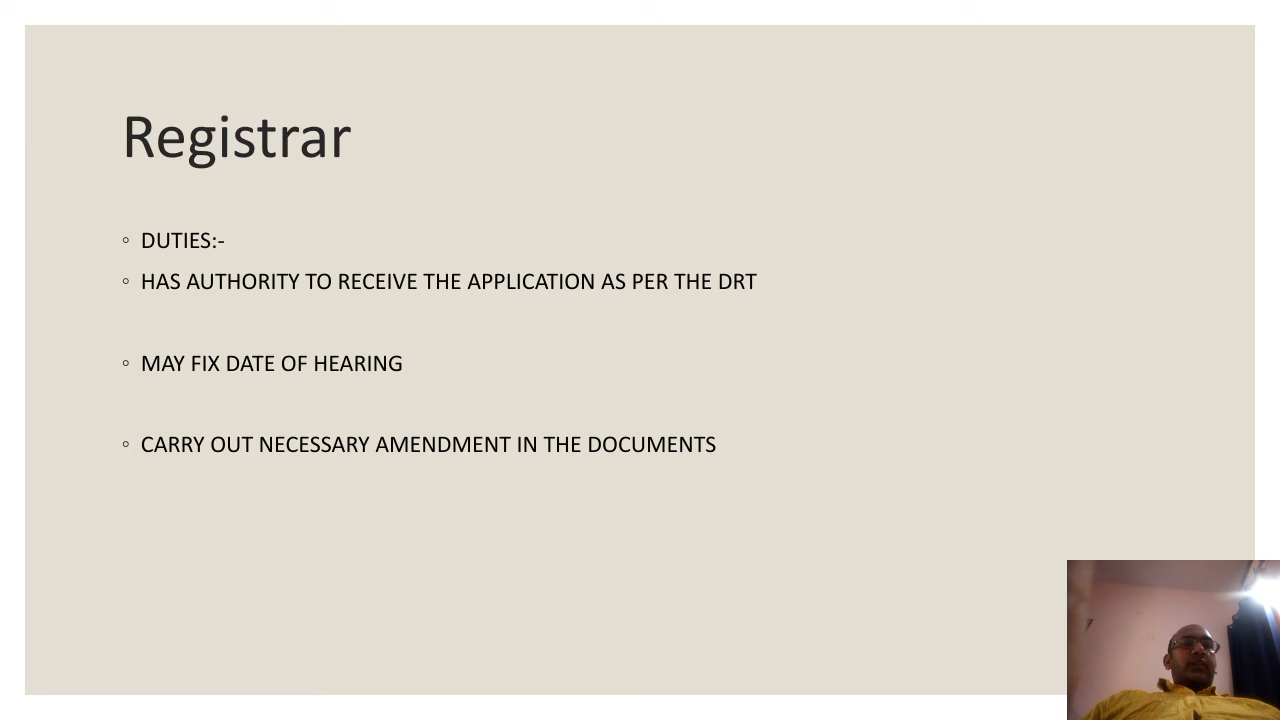 Registrar
◦ DUTIES:-
◦ HAS AUTHORITY TO RECEIVE THE APPLICATION AS PER THE DRT
◦ MAY FIX DATE OF HEARING
◦ CARRY OUT NECESSARY AMENDMENT IN THE DOCUMENTS